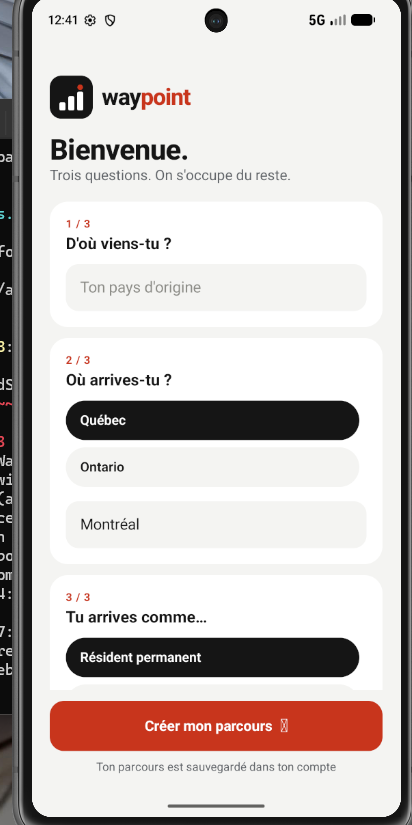 12:41
5G
waypoint
Bienvenue.
Trois questions. On s'occupe du reste.
1 / 3
D'où viens-tu ?
Ton pays d'origine
2 / 3
Où arrives-tu ?
Québec
Ontario
Montréal
3 / 3
Tu arrives comme...
Résident permanent
Créer mon parcours
Ton parcours est sauvegardé dans ton compte